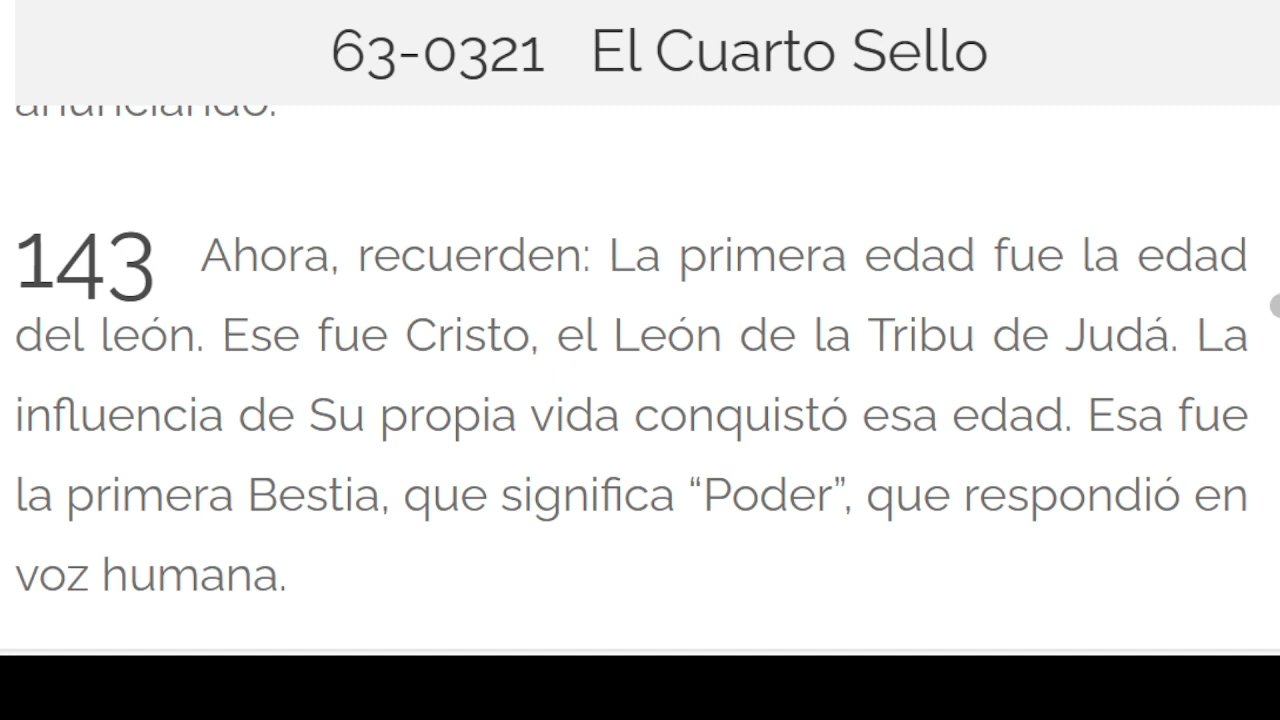 63-0321 El Cuarto Sello
anunciando.
143 Ahora, recuerden: La primera edad fue la edad
del león. Ese fue Cristo, el León de la Tribu de Judá. La
influencia de Su propia vida conquistó esa edad. Esa fue
la primera Bestia, que significa “Poder”, que respondió en
voz humana.